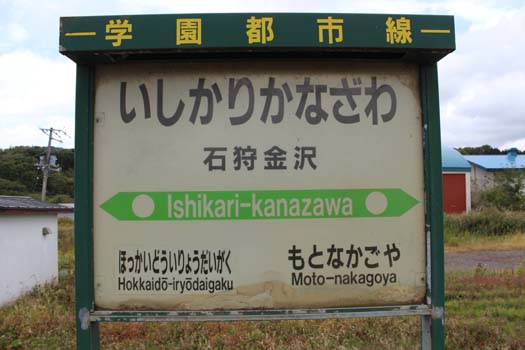 学園都市線
いしかりかなざわ
石狩金沢
Ishikari-kanazawa
ほっかいどういりょうだいがく
Hokkaidō-iryōdaigaku
もとなかごや
Moto-nakagoya